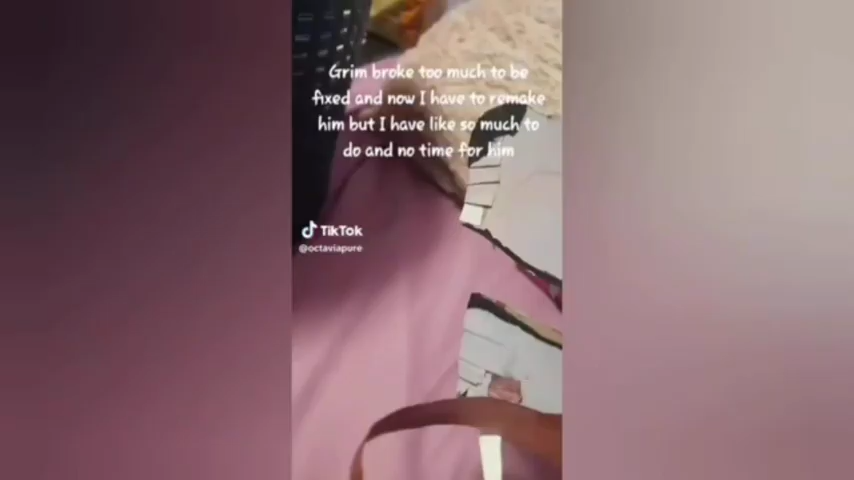 Grim broke too much to be
fixed and now I have to remake
him but I have like so much to
do and no time for him
TikTok
@octaviapure